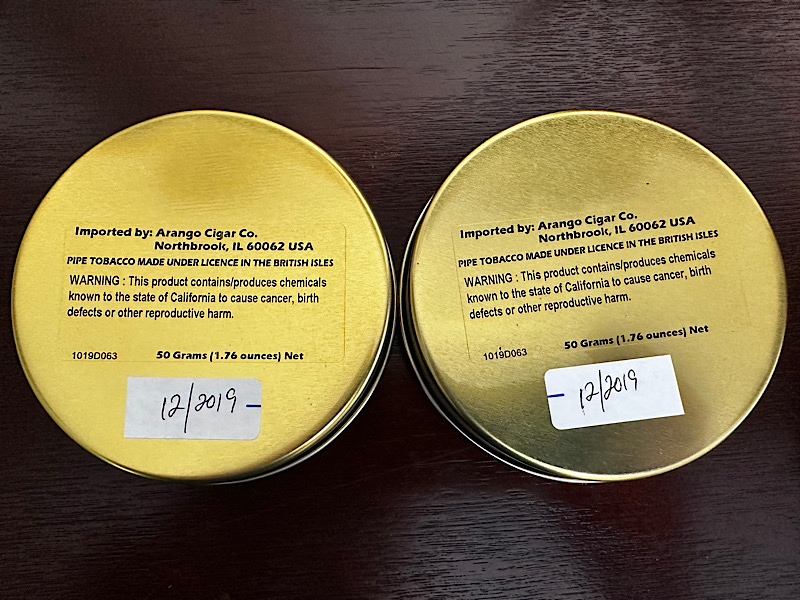 Imported by: Arango Cigar Co.
Northbrook, IL 60062 USA
PIPE TOBACCO MADE UNDER LICENCE IN THE BRITISH ISLES
WARNING : This product contains/produces chemicals
known to the state of California to cause cancer, birth
defects or other reproductive harm.
1019D063 50 Grams (1.76 ounces) Net
12/2019
Imported by: Arango Cigar Co.
Northbrook, IL 60062 USA
PIPE TOBACCO MADE UNDER LICENCE IN THE BRITISH ISLES
WARNING : This product contains/produces chemicals
known to the state of California to cause cancer, birth
defects or other reproductive harm.
1019D063 50 Grams (1.76 ounces) Net
12/2019